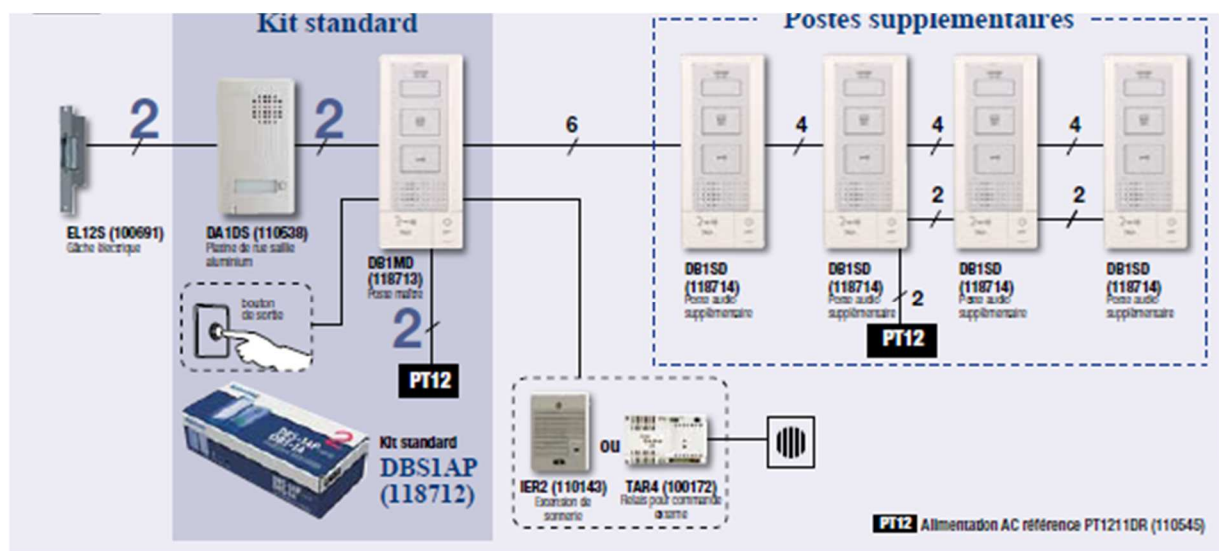 Kit standard
Postes supplémentaires
2
2
6
4
4
4
2
2
EL12S (100691)
Gâche électrique
DA1DS (110538)
Platine de rue saillie
aluminium
DB1MD
(118713)
Poste maître
DB1SD
(118714)
Poste audio
supplémentaire
DB1SD
(118714)
Poste audio
supplémentaire
DB1SD
(118714)
Poste audio
supplémentaire
DB1SD
(118714)
Poste audio
supplémentaire
2
PT12
bouton
de sortie
2
PT12
Kit standard
DBS1AP
(118712)
ou
IER2 (110143)
Extension de
sonnerie
TAR4 (100172)
Relais pour commande
externe
PT12 Alimentation AC référence PT1211DR (110545)